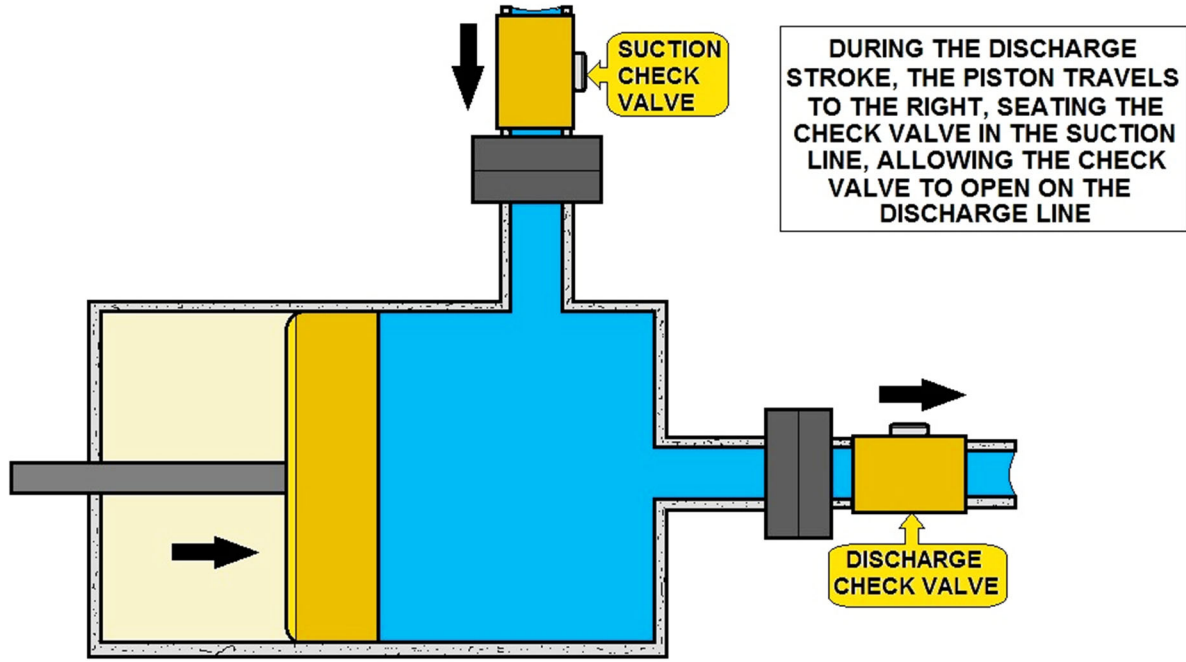 SUCTION
CHECK
VALVE
DURING THE DISCHARGE
STROKE, THE PISTON TRAVELS
TO THE RIGHT, SEATING THE
CHECK VALVE IN THE SUCTION
LINE, ALLOWING THE CHECK
VALVE TO OPEN ON THE
DISCHARGE LINE
DISCHARGE
CHECK VALVE